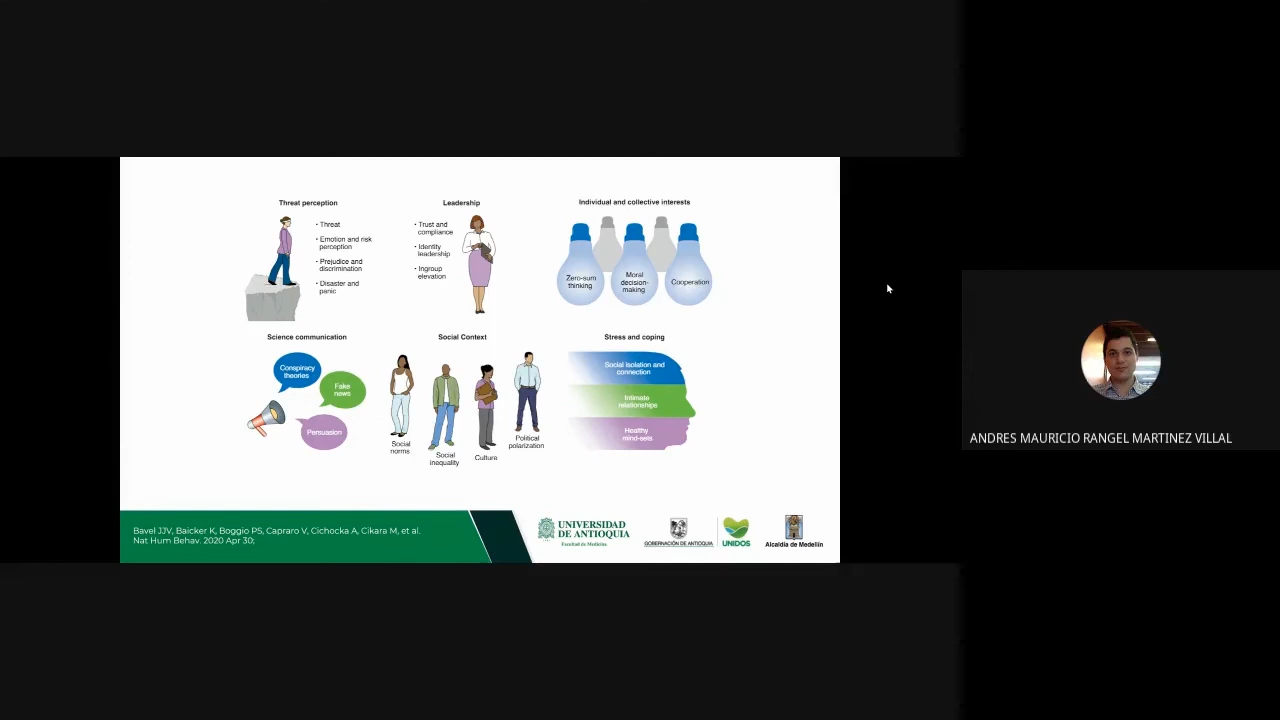 Threat perception
• Threat
• Emotion and risk
perception
• Prejudice and
discrimination
• Disaster and
panic
Leadership
• Trust and
compliance
• Identity
leadership
• Ingroup
elevation
Individual and collective interests
Zero-sum
thinking
Moral
decision-
making
Cooperation
Science communication
Conspiracy
theories
Fake
news
Persuasion
Social Context
Social
norms
Social
inequality
Culture
Political
polarization
Stress and coping
Social isolation and
connection
Intimate
relationships
Healthy
mind-sets
Bavel JJV, Baicker K, Boggio PS, Capraro V, Cichocka A, Cikara M, et al.
Nat Hum Behav. 2020 Apr 30;
UNIVERSIDAD
DE ANTIOQUIA
Facultad de Medicina
GOBERNACIÓN DE ANTIOQUIA
UNIDOS
Alcaldía de Medellín
ANDRES MAURICIO RANGEL MARTINEZ VILLAL